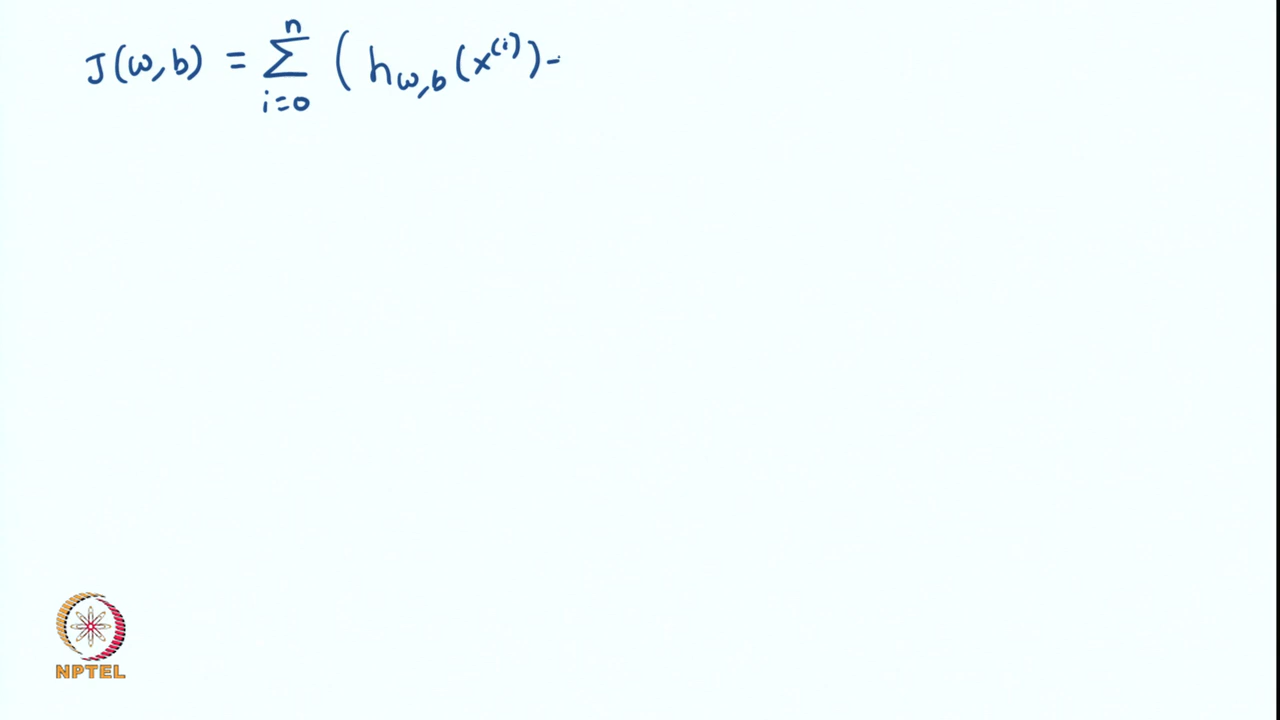 J(w,b) = Σ_{i=0}^{n} ( h_{w,b}(x^{(i)}) -
NPTEL